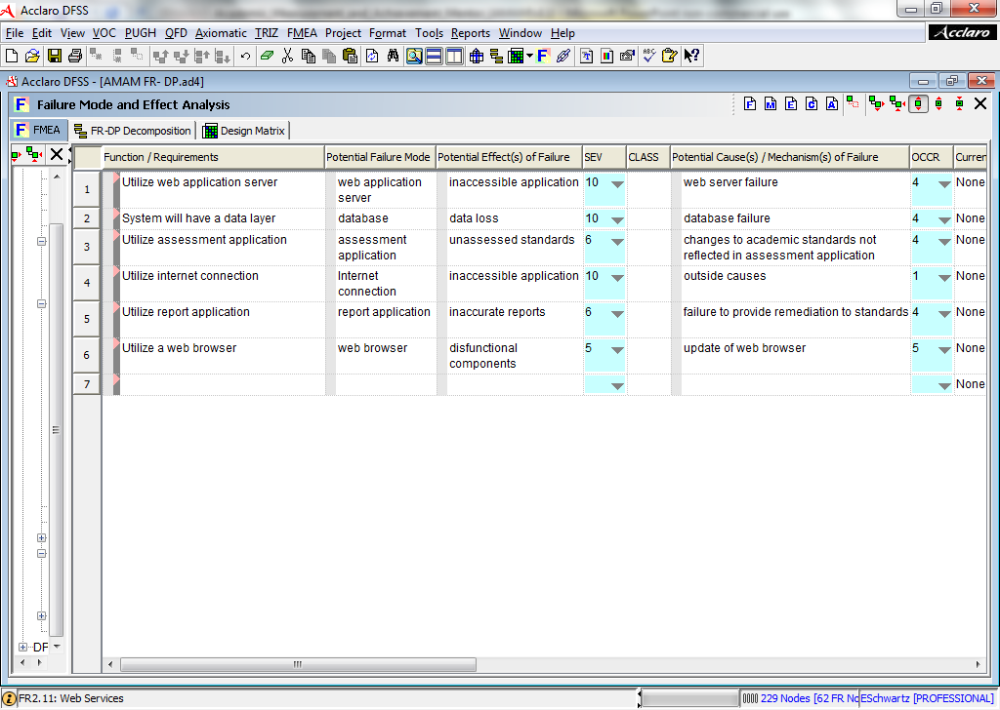 Acclaro DFSS
File Edit View VOC PUGH QFD Axiomatic TRIZ FMEA Project Format Tools Reports Window Help
Acclaro
Acclaro DFSS - [AMAM FR- DP.ad4]
F Failure Mode and Effect Analysis
F M E C A
F FMEA FR-DP Decomposition Design Matrix
Function / Requirements Potential Failure Mode Potential Effect(s) of Failure SEV CLASS Potential Cause(s) / Mechanism(s) of Failure OCCR Curren
1 Utilize web application server web application inaccessible application 10 web server failure 4 None
server
2 System will have a data layer database data loss 10 database failure 4 None
3 Utilize assessment application assessment unassessed standards 6 changes to academic standards not 4 None
application reflected in assessment application
4 Utilize internet connection Internet inaccessible application 10 outside causes 1 None
connection
5 Utilize report application report application inaccurate reports 6 failure to provide remediation to standards 4 None
6 Utilize a web browser web browser disfunctional 5 update of web browser 5 None
components
7 None
DF
FR2.11: Web Services 229 Nodes [62 FR No ESchwartz [PROFESSIONAL]